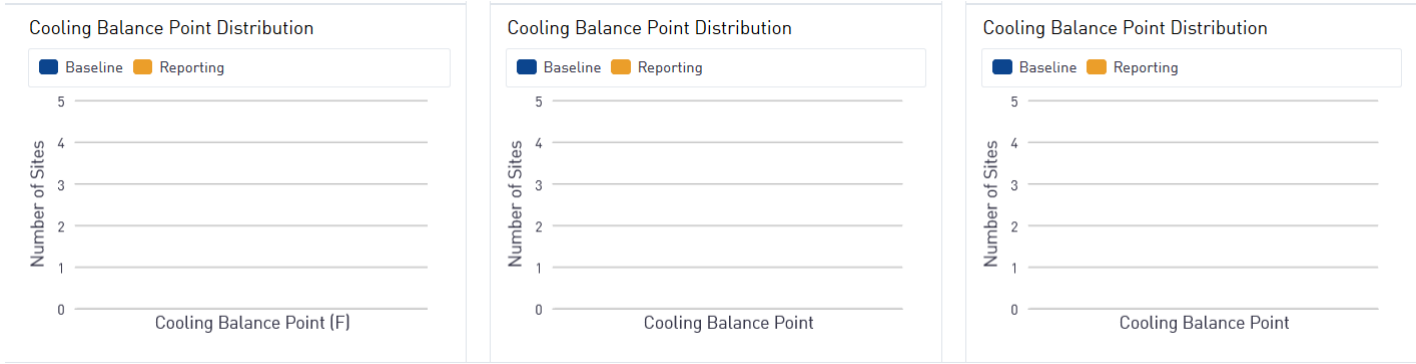 Cooling Balance Point Distribution
Baseline Reporting
5
4
3
2
1
0
Number of Sites
Cooling Balance Point (F)
Cooling Balance Point Distribution
Baseline Reporting
5
4
3
2
1
0
Number of Sites
Cooling Balance Point
Cooling Balance Point Distribution
Baseline Reporting
5
4
3
2
1
0
Number of Sites
Cooling Balance Point